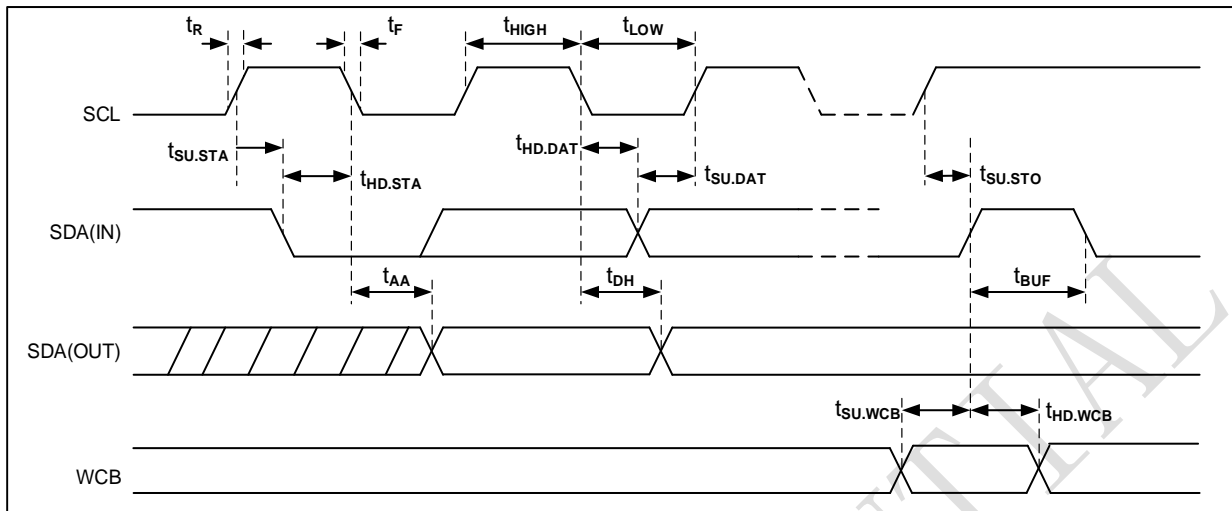 tR tF tHIGH tLOW
SCL
tSU.STA tHD.STA tHD.DAT tSU.DAT tSU.STO
SDA(IN)
tAA tDH tBUF
SDA(OUT)
tSU.WCB tHD.WCB
WCB
NTIAL